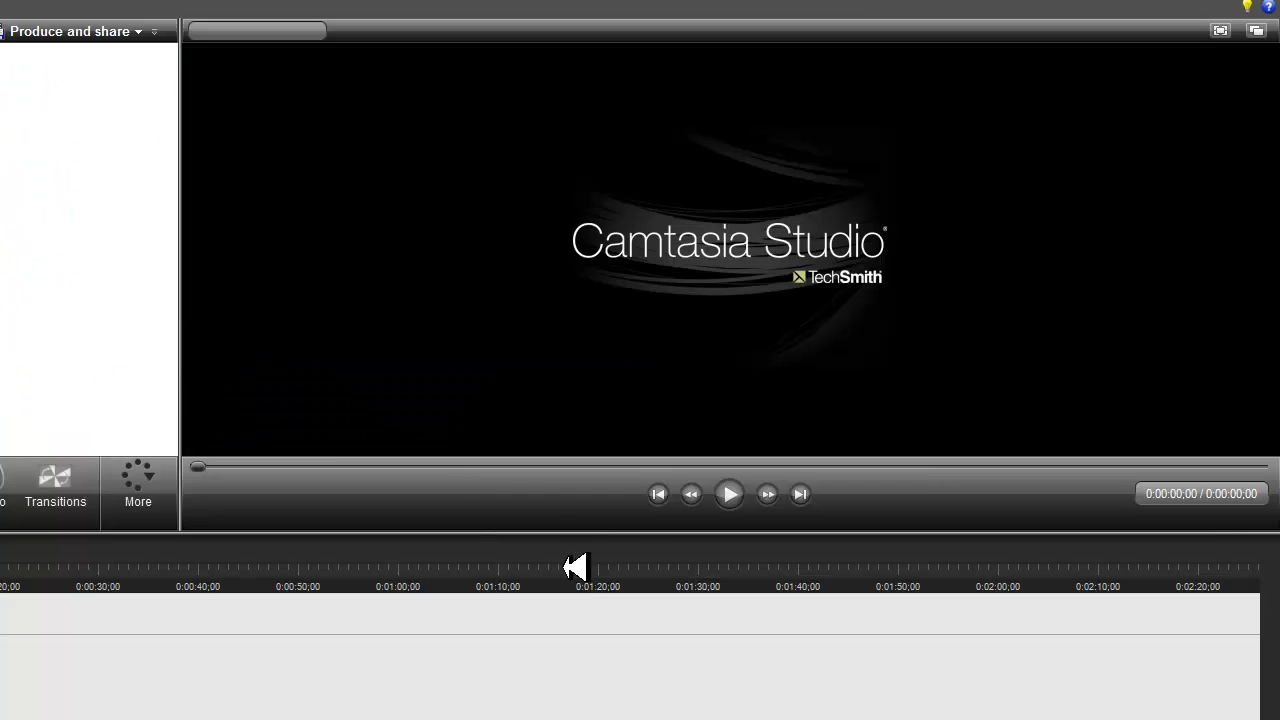 Produce and share
Camtasia Studio®
TechSmith
Transitions
More
0:00:00;00 / 0:00:00;00
0:00:30;00 0:00:40;00 0:00:50;00 0:01:00;00 0:01:10;00 0:01:20;00 0:01:30;00 0:01:40;00 0:01:50;00 0:02:00;00 0:02:10;00 0:02:20;00